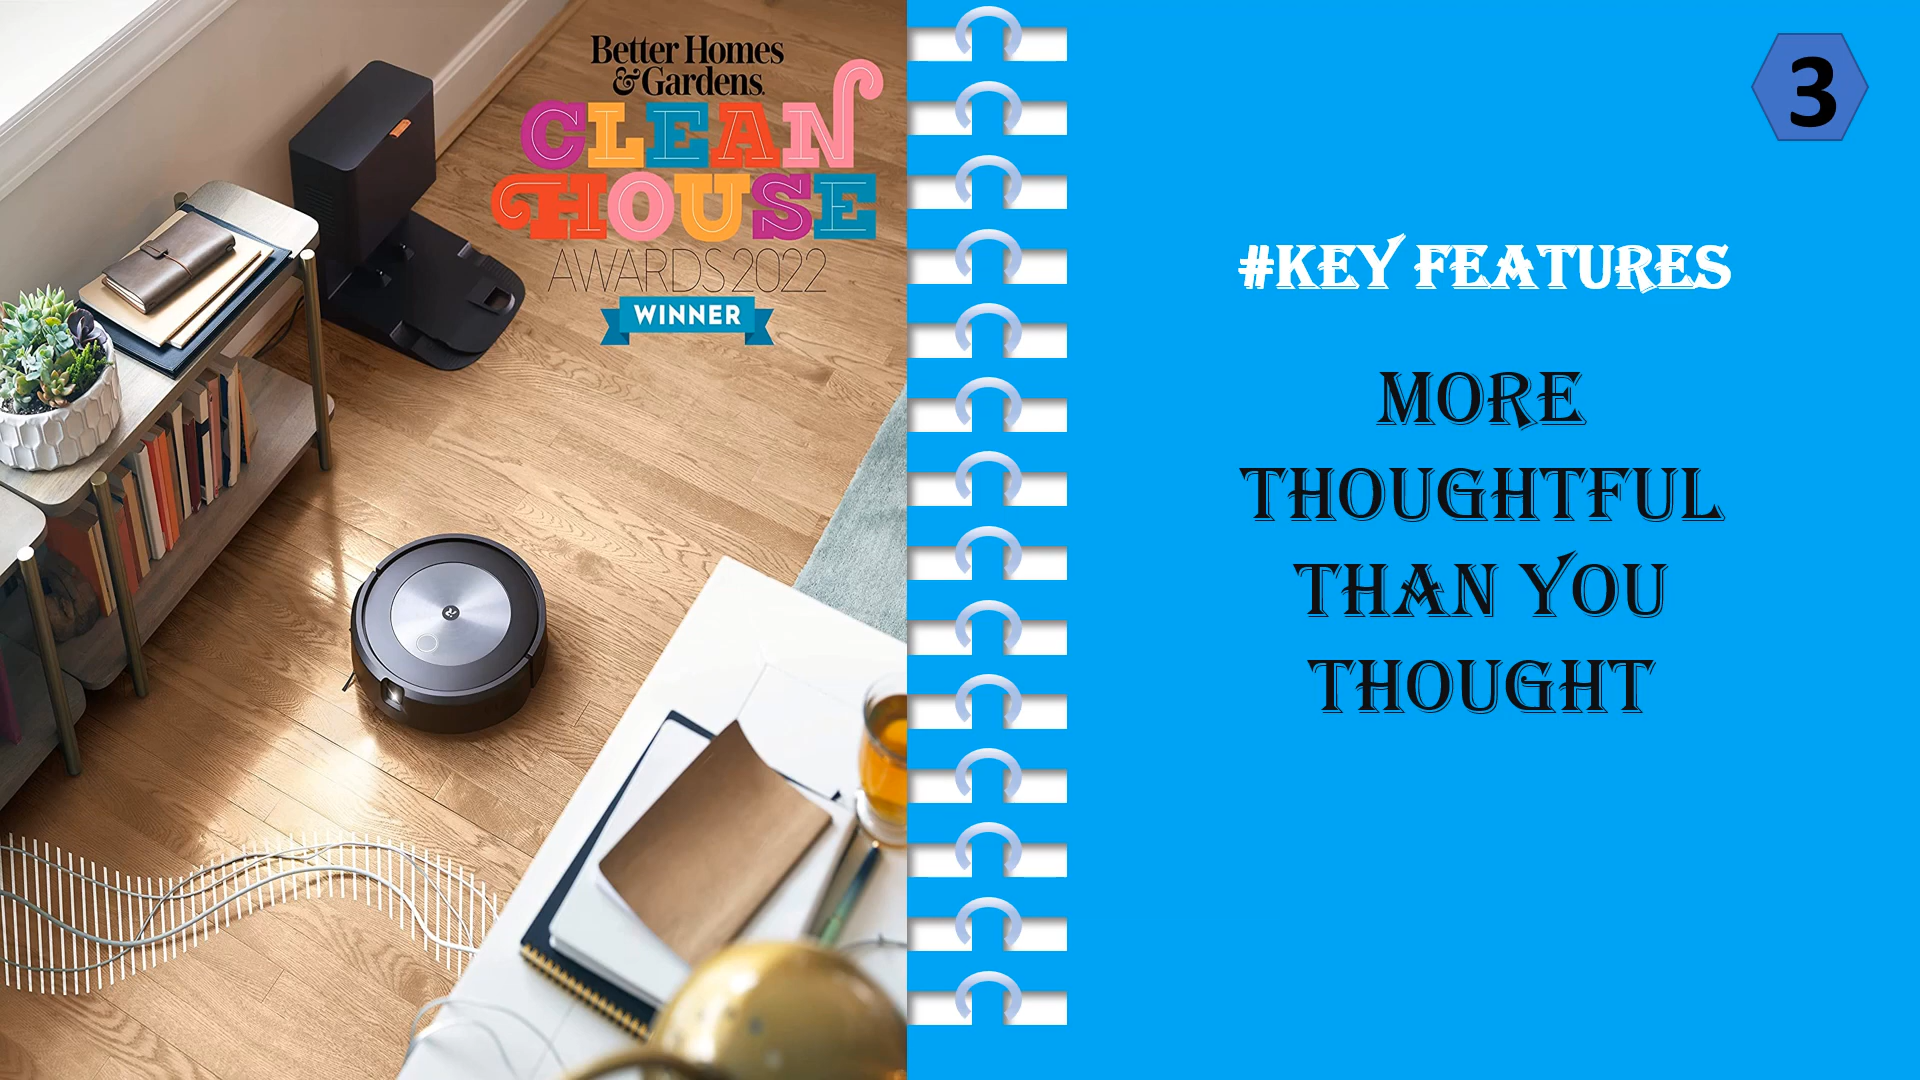 Better Homes
& Gardens.
CLEAN
HOUSE
AWARDS 2022
WINNER
3
#KEY FEATURES
MORE
THOUGHTFUL
THAN YOU
THOUGHT